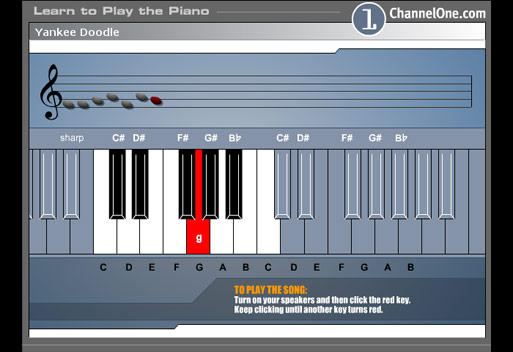 Learn to Play the Piano
1 ChannelOne.com
Yankee Doodle
sharp C# D# F# G# B♭ C# D# F# G# B♭
g
C D E F G A B C D E F G A B
TO PLAY THE SONG:
Turn on your speakers and then click the red key.
Keep clicking until another key turns red.